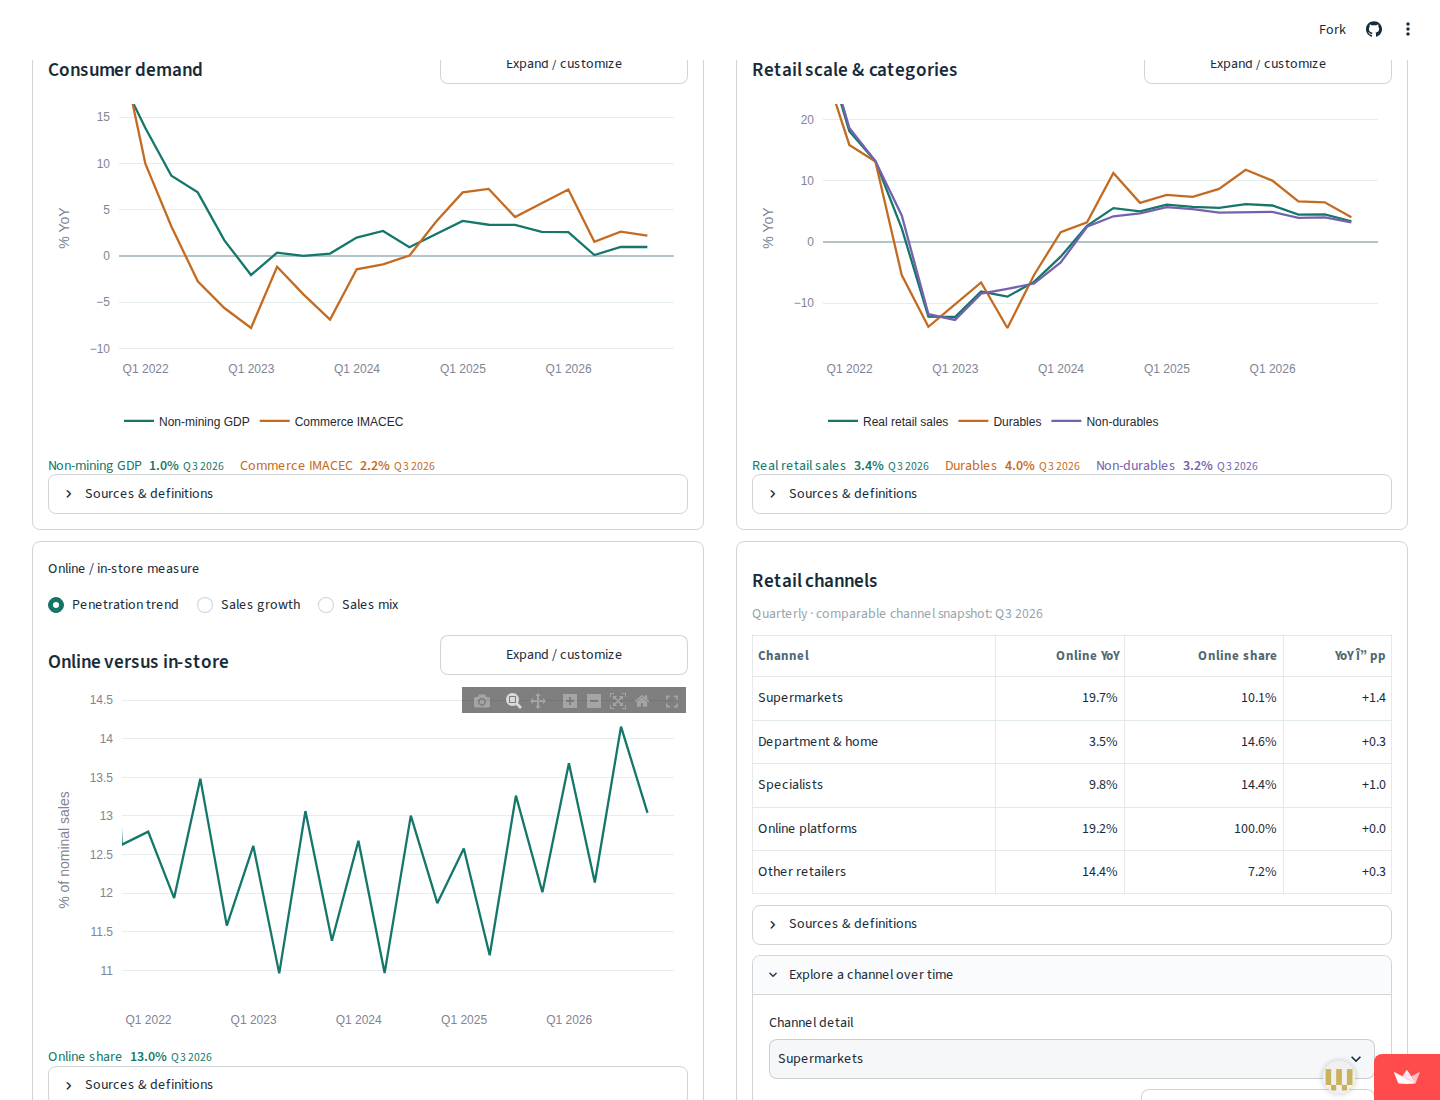 Fork
Consumer demand
Expand / customize
15
10
5
0
−5
−10
% YoY
Q1 2022
Q1 2023
Q1 2024
Q1 2025
Q1 2026
Non-mining GDP
Commerce IMACEC
Non-mining GDP 1.0% Q3 2026 Commerce IMACEC 2.2% Q3 2026
Sources & definitions
Retail scale & categories
Expand / customize
20
10
0
−10
% YoY
Q1 2022
Q1 2023
Q1 2024
Q1 2025
Q1 2026
Real retail sales
Durables
Non-durables
Real retail sales 3.4% Q3 2026 Durables 4.0% Q3 2026 Non-durables 3.2% Q3 2026
Sources & definitions
Online / in-store measure
Penetration trend
Sales growth
Sales mix
Online versus in-store
Expand / customize
14.5
14
13.5
13
12.5
12
11.5
11
% of nominal sales
Q1 2022
Q1 2023
Q1 2024
Q1 2025
Q1 2026
Online share 13.0% Q3 2026
Sources & definitions
Retail channels
Quarterly · comparable channel snapshot: Q3 2026
Channel Online YoY Online share YoY Î” pp
Supermarkets 19.7% 10.1% +1.4
Department & home 3.5% 14.6% +0.3
Specialists 9.8% 14.4% +1.0
Online platforms 19.2% 100.0% +0.0
Other retailers 14.4% 7.2% +0.3
Sources & definitions
Explore a channel over time
Channel detail
Supermarkets